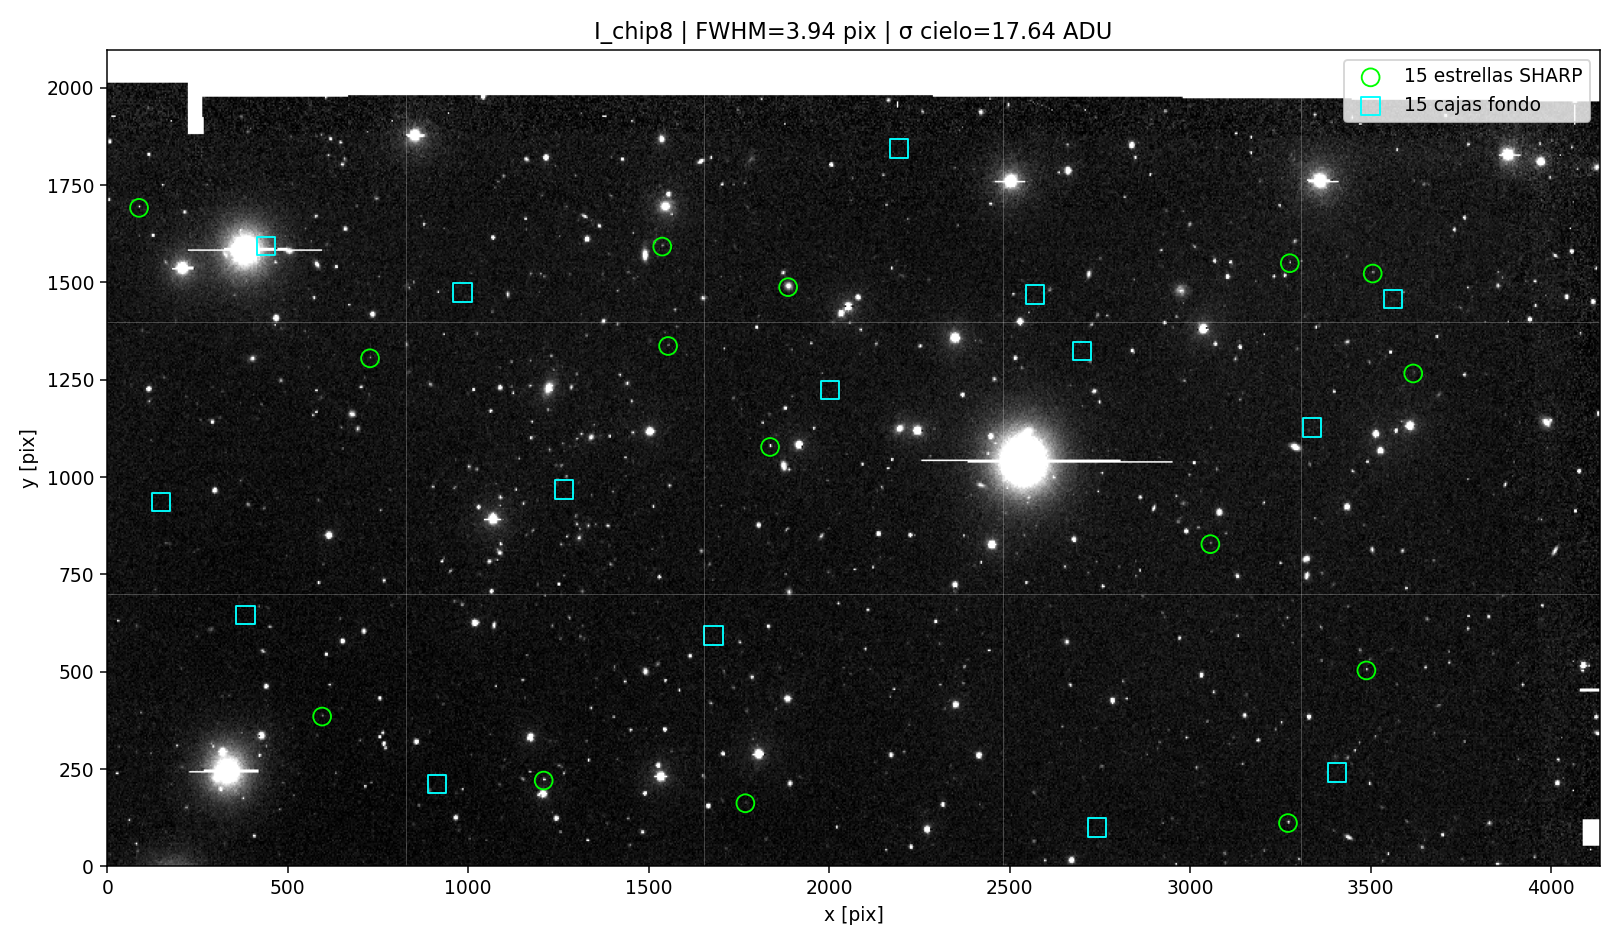 I_chip8 | FWHM=3.94 pix | σ cielo=17.64 ADU
15 estrellas SHARP
15 cajas fondo
y [pix]
2000
1750
1500
1250
1000
750
500
250
0
0 500 1000 1500 2000 2500 3000 3500 4000
x [pix]